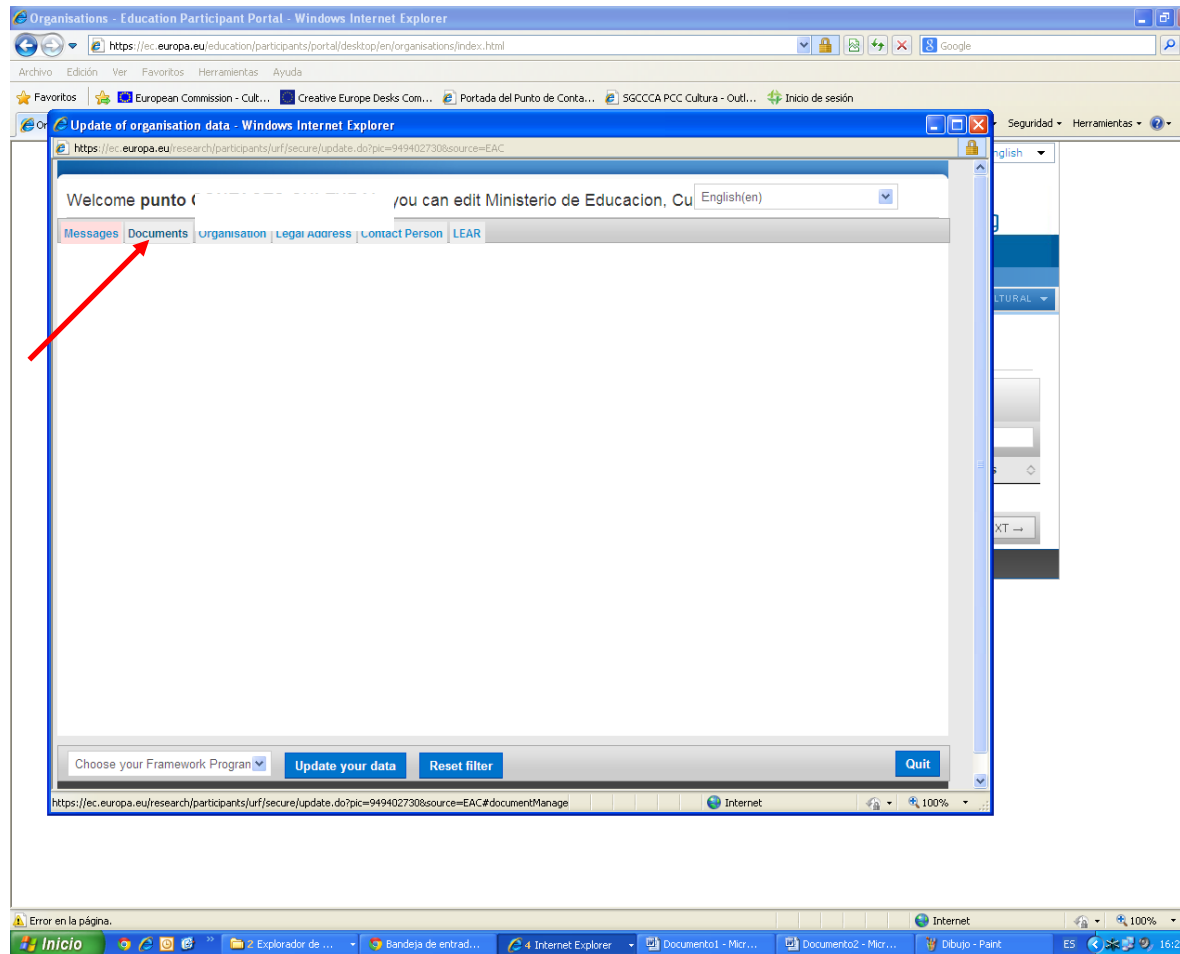 Organisations - Education Participant Portal - Windows Internet Explorer
https://ec.europa.eu/education/participants/portal/desktop/en/organisations/index.html
Google
Archivo Edición Ver Favoritos Herramientas Ayuda
Favoritos European Commission - Cult... Creative Europe Desks Com... Portada del Punto de Conta... SGCCCA PCC Cultura - Outl... Inicio de sesión
Or
Update of organisation data - Windows Internet Explorer
Seguridad Herramientas
https://ec.europa.eu/research/participants/urf/secure/update.do?pic=949402730&source=EAC
nglish
Welcome punto you can edit Ministerio de Educacion, Cu English(en)
Messages Documents Organisation Legal Address Contact Person LEAR
LTURAL
s
XT →
Choose your Framework Progran Update your data Reset filter Quit
https://ec.europa.eu/research/participants/urf/secure/update.do?pic=949402730&source=EAC#documentManage Internet 100%
Error en la página. Internet 100%
Inicio 2 Explorador de ... Bandeja de entrad... 4 Internet Explorer Documento1 - Micr... Documento2 - Micr... Dibujo - Paint ES 16:2